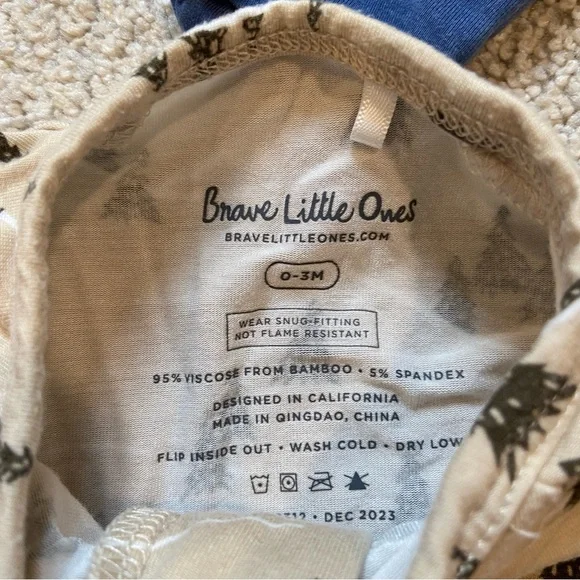 Brave Little Ones
BRAVELITTLEONES.COM
0-3M
WEAR SNUG-FITTING
NOT FLAME RESISTANT
95% VISCOSE FROM BAMBOO • 5% SPANDEX
DESIGNED IN CALIFORNIA
MADE IN QINGDAO, CHINA
FLIP INSIDE OUT • WASH COLD • DRY LOW
• DEC 2023